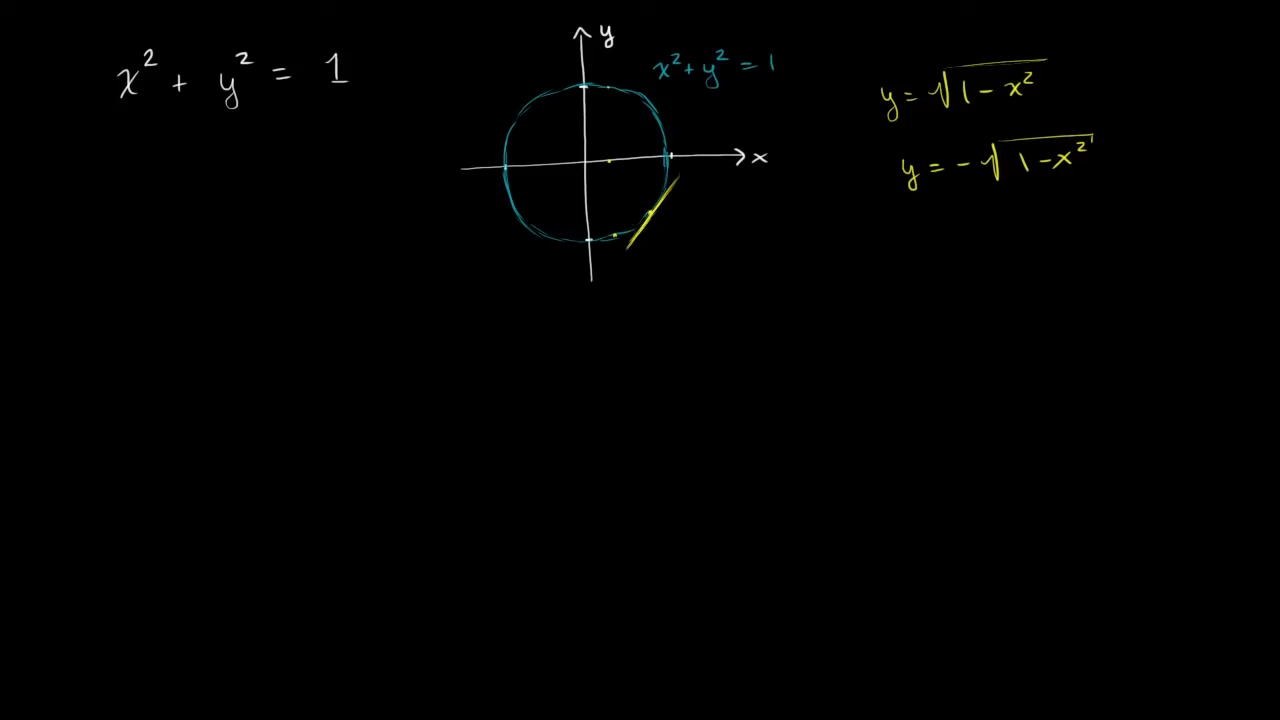 x² + y² = 1
y
x² + y² = 1
x
y = √(1 - x²)
y = -√(1 - x²)